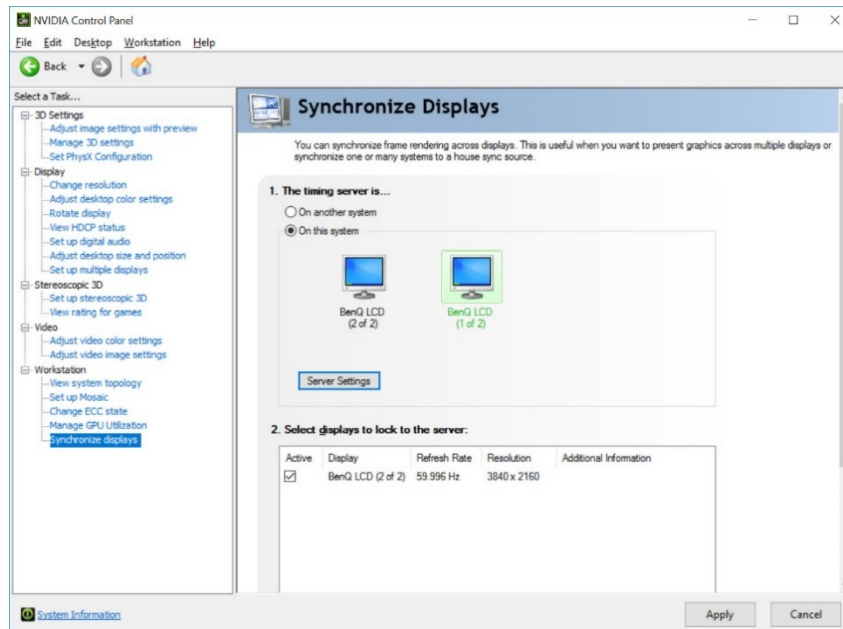 NVIDIA Control Panel
File Edit Desktop Workstation Help
Back
Select a Task...
3D Settings
Adjust image settings with preview
Manage 3D settings
Set PhysX Configuration
Display
Change resolution
Adjust desktop color settings
Rotate display
View HDCP status
Set up digital audio
Adjust desktop size and position
Set up multiple displays
Stereoscopic 3D
Set up stereoscopic 3D
View rating for games
Video
Adjust video color settings
Adjust video image settings
Workstation
View system topology
Set up Mosaic
Change ECC state
Manage GPU Utilization
Synchronize displays
Synchronize Displays
You can synchronize frame rendering across displays. This is useful when you want to present graphics across multiple displays or
synchronize one or many systems to a house sync source.
1. The timing server is...
On another system
On this system
BenQ LCD
(2 of 2)
BenQ LCD
(1 of 2)
Server Settings
2. Select displays to lock to the server:
Active Display Refresh Rate Resolution Additional Information
BenQ LCD (2 of 2) 59.996 Hz 3840 x 2160
System Information
Apply Cancel